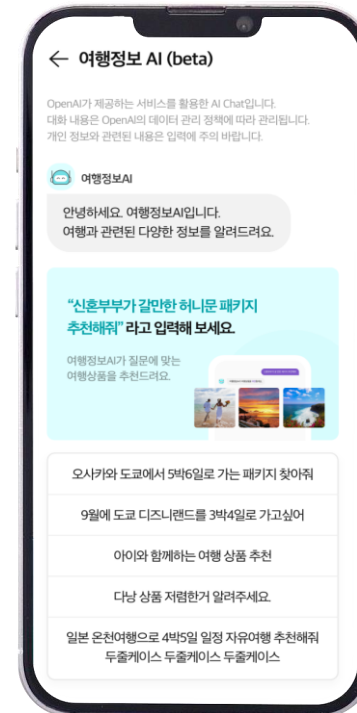 ← 여행정보 AI (beta)
OpenAI가 제공하는 서비스를 활용한 AI Chat입니다.
대화 내용은 OpenAI의 데이터 관리 정책에 따라 관리됩니다.
개인 정보와 관련된 내용은 입력에 주의 바랍니다.
여행정보AI
안녕하세요. 여행정보AI입니다.
여행과 관련된 다양한 정보를 알려드려요.
“신혼부부가 갈만한 허니문 패키지
추천해줘” 라고 입력해 보세요.
여행정보AI가 질문에 맞는
여행상품을 추천드려요.
오사카와 도쿄에서 5박6일로 가는 패키지 찾아줘
9월에 도쿄 디즈니랜드를 3박4일로 가고싶어
아이와 함께하는 여행 상품 추천
다낭 상품 저렴한거 알려주세요.
일본 온천여행으로 4박5일 일정 자유여행 추천해줘
두줄케이스 두줄케이스 두줄케이스